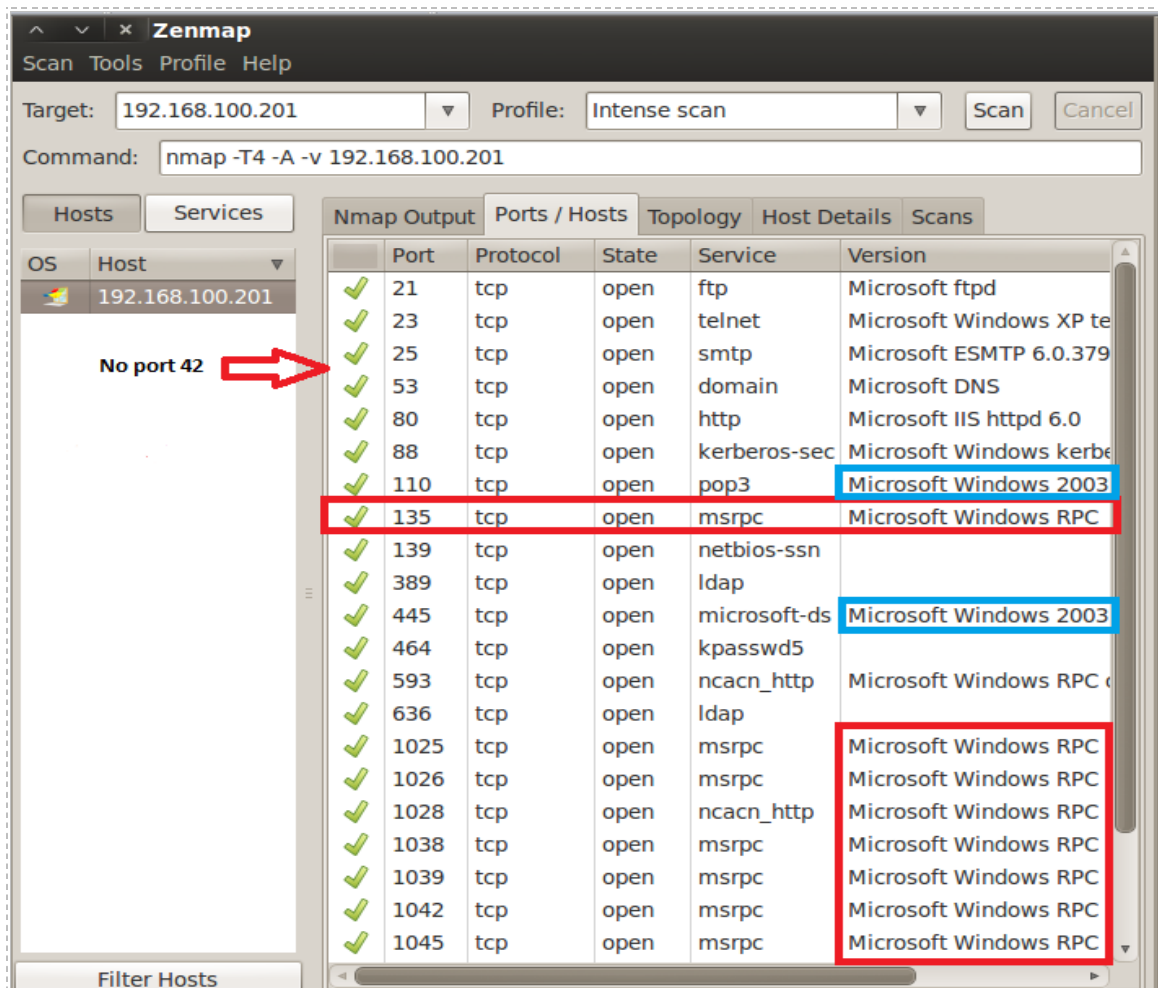 Zenmap
Scan Tools Profile Help
Target: 192.168.100.201 Profile: Intense scan Scan Cancel
Command: nmap -T4 -A -v 192.168.100.201
Hosts Services Nmap Output Ports / Hosts Topology Host Details Scans
OS Host Port Protocol State Service Version
192.168.100.201
No port 42
21 tcp open ftp Microsoft ftpd
23 tcp open telnet Microsoft Windows XP te
25 tcp open smtp Microsoft ESMTP 6.0.379
53 tcp open domain Microsoft DNS
80 tcp open http Microsoft IIS httpd 6.0
88 tcp open kerberos-sec Microsoft Windows kerbe
110 tcp open pop3 Microsoft Windows 2003
135 tcp open msrpc Microsoft Windows RPC
139 tcp open netbios-ssn
389 tcp open ldap
445 tcp open microsoft-ds Microsoft Windows 2003
464 tcp open kpasswd5
593 tcp open ncacn_http Microsoft Windows RPC
636 tcp open ldap
1025 tcp open msrpc Microsoft Windows RPC
1026 tcp open msrpc Microsoft Windows RPC
1028 tcp open ncacn_http Microsoft Windows RPC
1038 tcp open msrpc Microsoft Windows RPC
1039 tcp open msrpc Microsoft Windows RPC
1042 tcp open msrpc Microsoft Windows RPC
1045 tcp open msrpc Microsoft Windows RPC
Filter Hosts